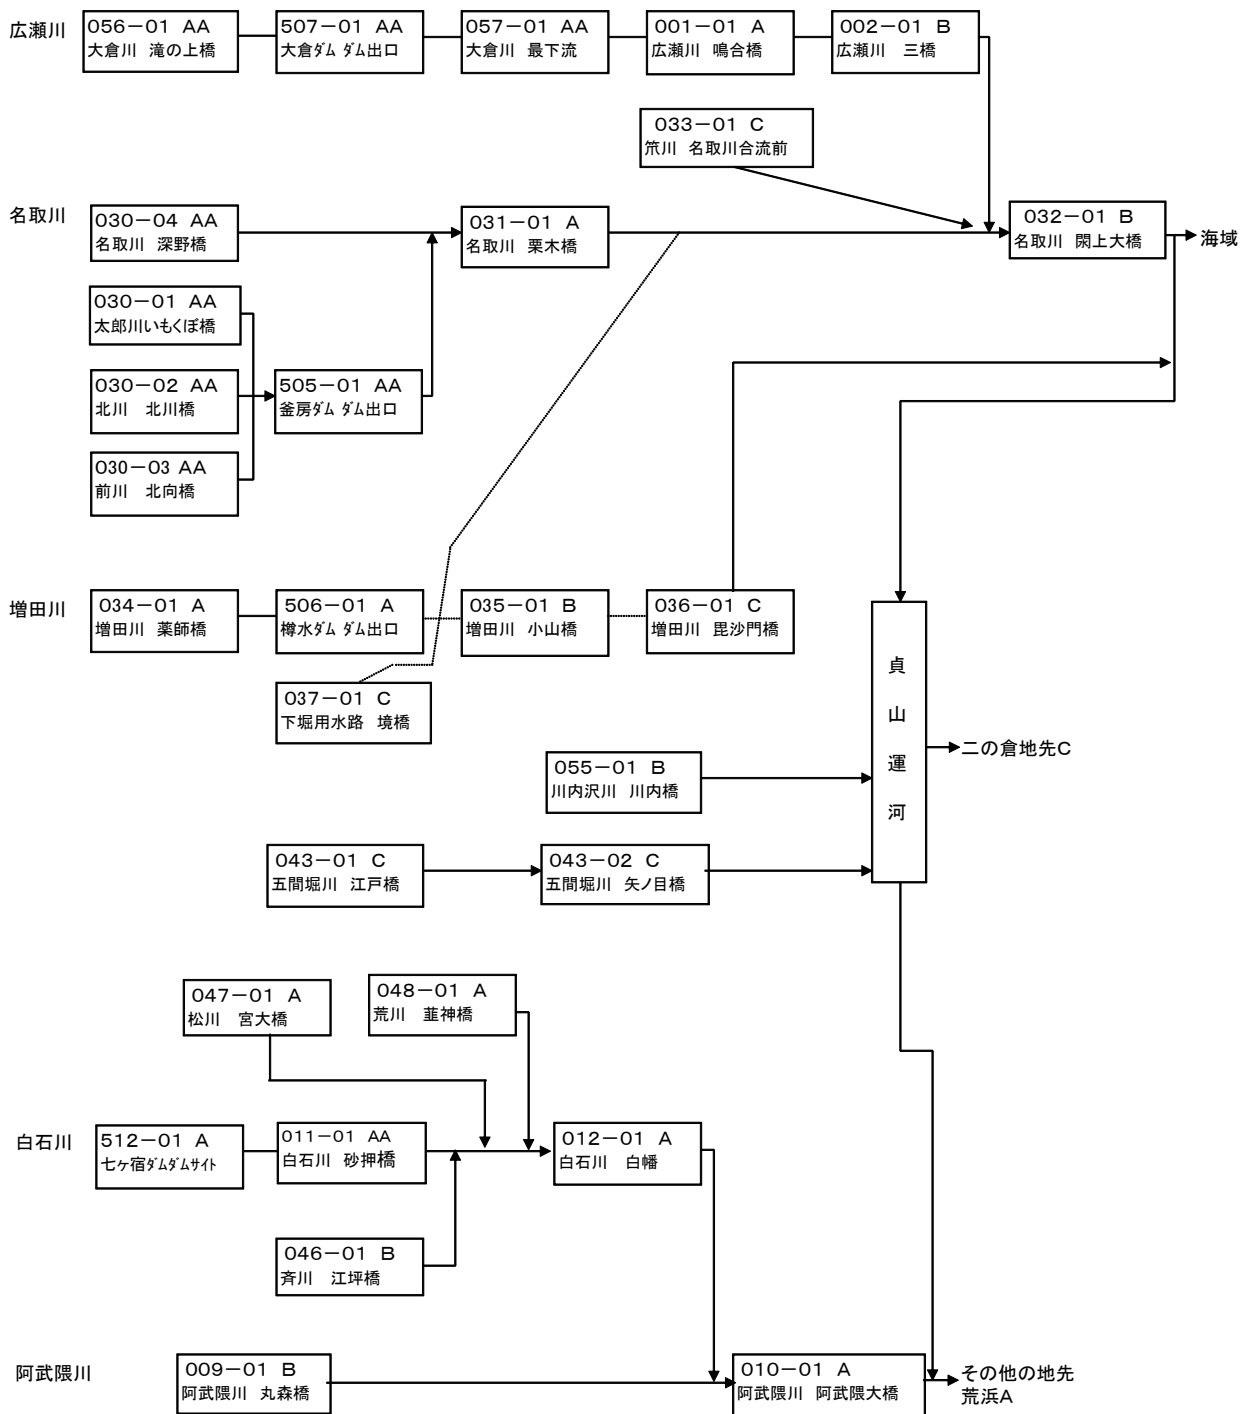 広瀬川
056－01 AA
大倉川 滝の上橋
507－01 AA
大倉ダム ダム出口
057－01 AA
大倉川 最下流
001－01 A
広瀬川 鳴合橋
002－01 B
広瀬川 三橋
033－01 C
笊川 名取川合流前
名取川
030－04 AA
名取川 深野橋
031－01 A
名取川 栗木橋
032－01 B
名取川 閖上大橋
海域
030－01 AA
太郎川いもくぼ橋
030－02 AA
北川 北川橋
505－01 AA
釜房ダム ダム出口
030－03 AA
前川 北向橋
増田川
034－01 A
増田川 薬師橋
506－01 A
樽水ダム ダム出口
035－01 B
増田川 小山橋
036－01 C
増田川 毘沙門橋
037－01 C
下堀用水路 境橋
貞山運河
二の倉地先C
055－01 B
川内沢川 川内橋
043－01 C
五間堀川 江戸橋
043－02 C
五間堀川 矢ノ目橋
047－01 A
松川 宮大橋
048－01 A
荒川 韮神橋
白石川
512－01 A
七ヶ宿ダムダムサイト
011－01 AA
白石川 砂押橋
012－01 A
白石川 白幡
046－01 B
斉川 江坪橋
阿武隈川
009－01 B
阿武隈川 丸森橋
010－01 A
阿武隈川 阿武隈大橋
その他の地先
荒浜A